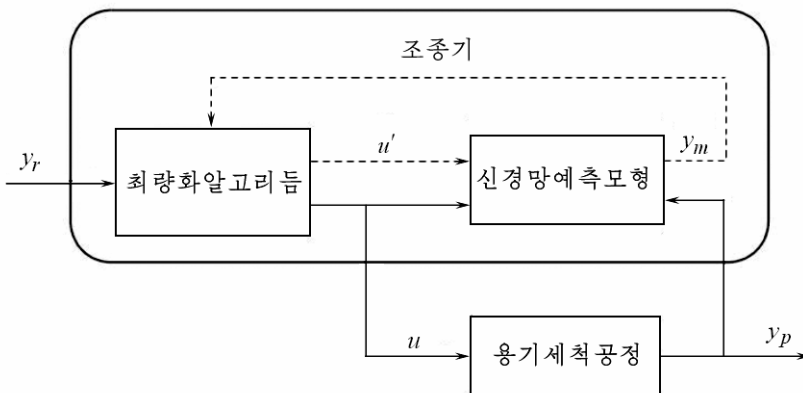 조종기
y_r
최량화알고리듬
u'
신경망예측모형
y_m
u
용기세척공정
y_p